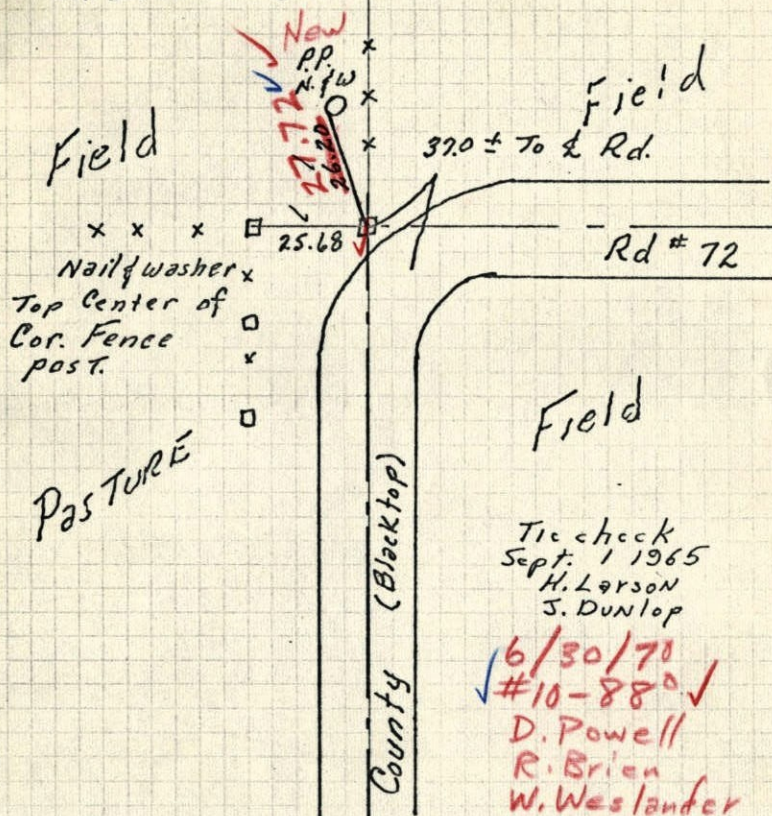 New
P.P.
N. & W
27.72
26.20
Field
Field
37.0 ± To ℄ Rd.
25.68
Rd # 72
Nail & washer
Top Center of
Cor. Fence
post.
Field
PasTURE
County (Blacktop)
Tie check
Sept. 1 1965
H. Larson
J. Dunlop
6/30/70
#10-88°
D. Powell
R. Brien
W. Weslander